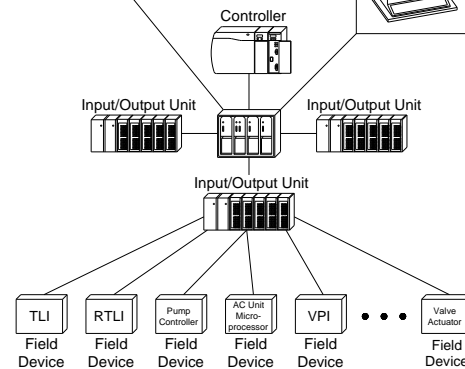 Controller
Input/Output Unit
Input/Output Unit
Input/Output Unit
TLI
RTLI
Pump
Controller
AC Unit
Micro-
processor
VPI
Valve
Actuator
Field
Device
Field
Device
Field
Device
Field
Device
Field
Device
Field
Device